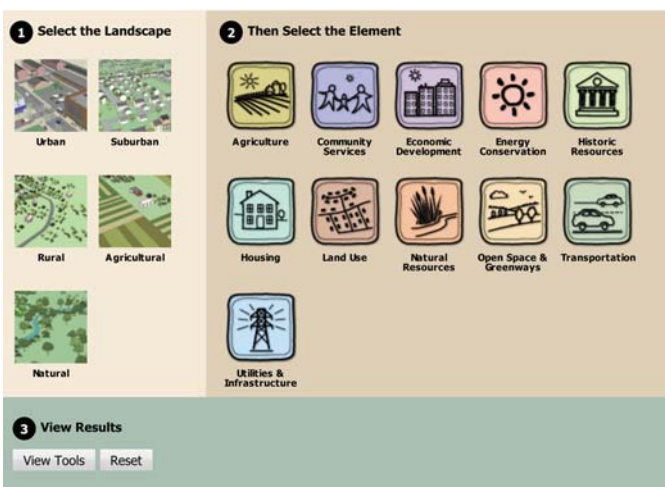 1 Select the Landscape
Urban
Suburban
Rural
Agricultural
Natural
2 Then Select the Element
Agriculture
Community
Services
Economic
Development
Energy
Conservation
Historic
Resources
Housing
Land Use
Natural
Resources
Open Space &
Greenways
Transportation
Utilities &
Infrastructure
3 View Results
View Tools
Reset